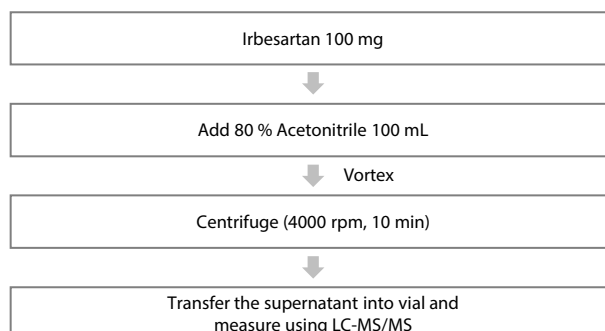 Irbesartan 100 mg
Add 80 % Acetonitrile 100 mL
Vortex
Centrifuge (4000 rpm, 10 min)
Transfer the supernatant into vial and
measure using LC-MS/MS